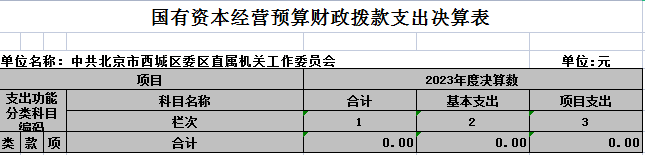 国有资本经营预算财政拨款支出决算表
单位名称：中共北京市西城区委区直属机关工作委员会 单位:元
项目 2023年度决算数
支出功能分类科目编码 科目名称 合计 基本支出 项目支出
栏次 1 2 3
类 款 项 合计 0.00 0.00 0.00